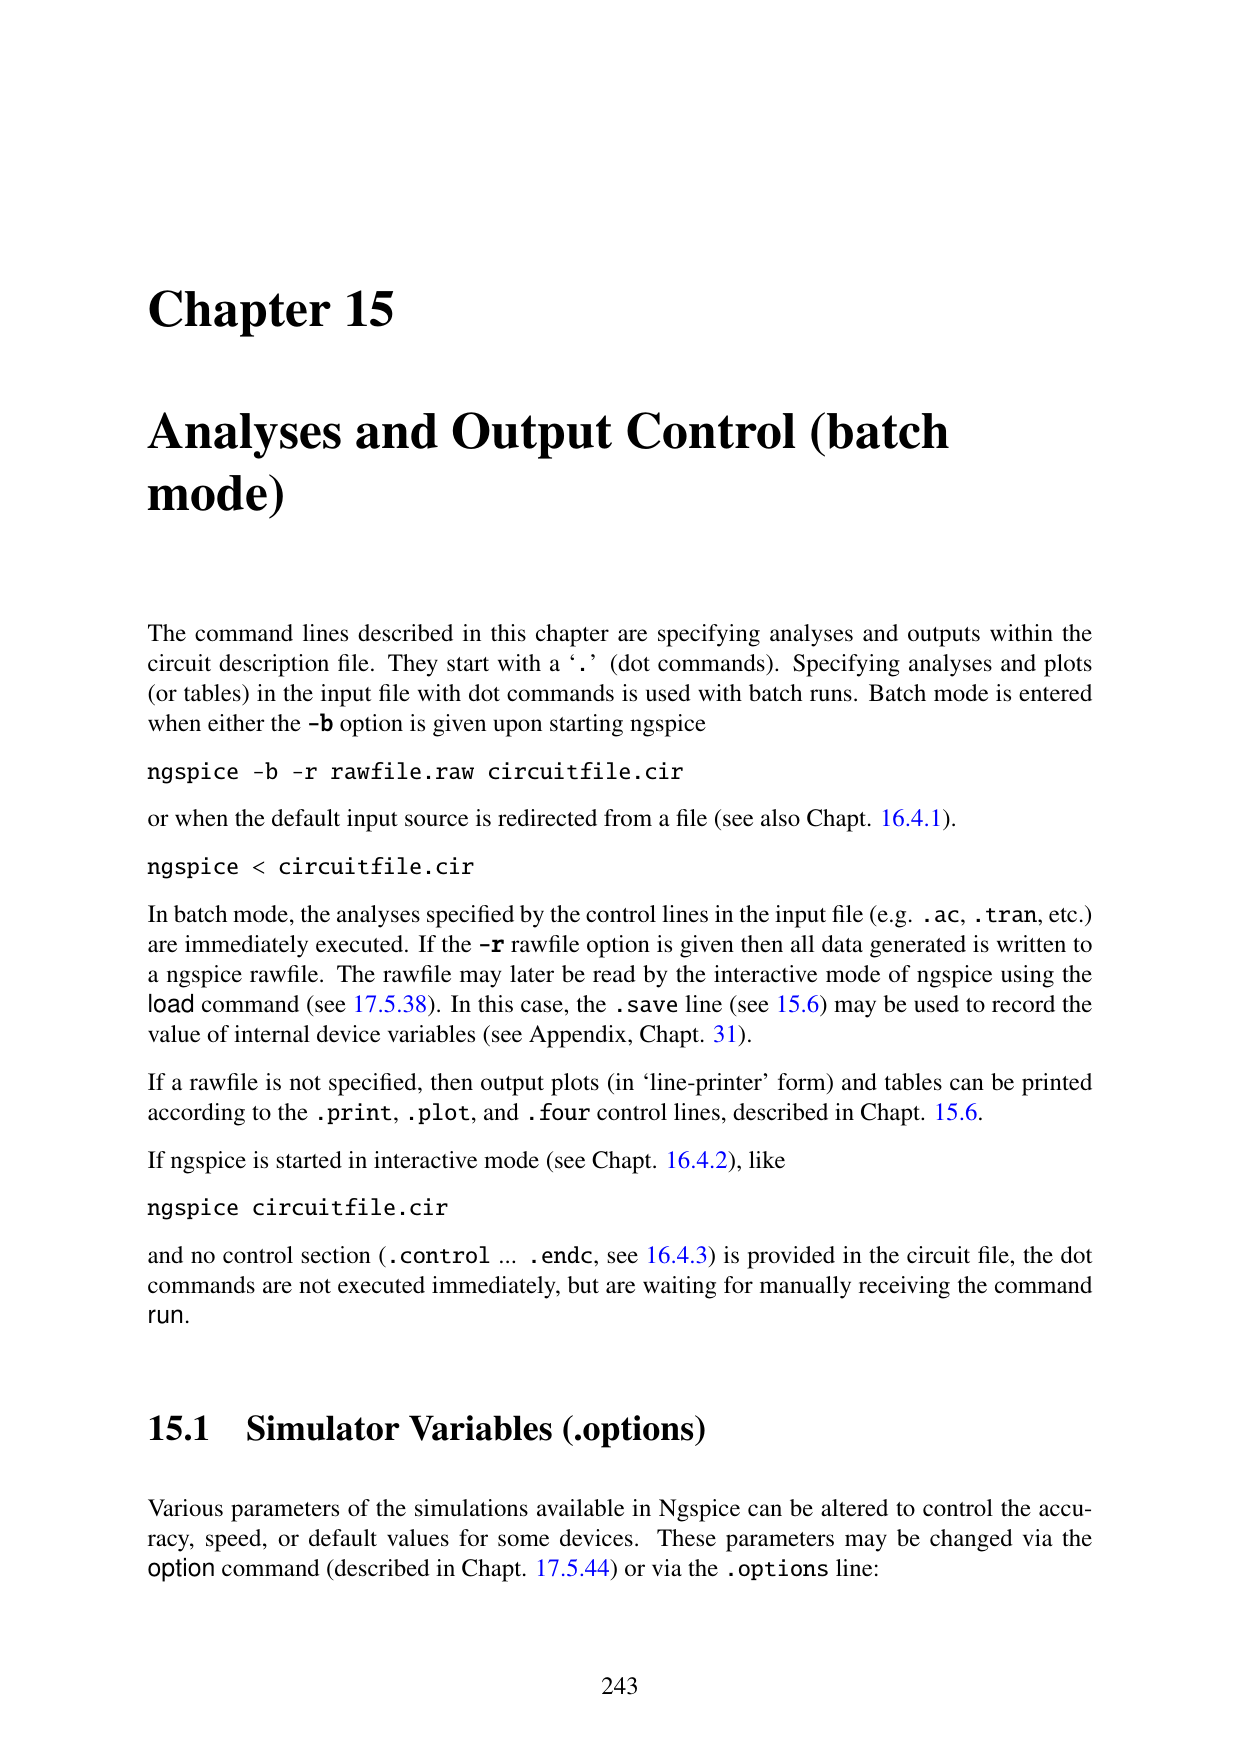 Chapter 15
Analyses and Output Control (batch
mode)
The command lines described in this chapter are specifying analyses and outputs within the
circuit description file. They start with a ‘.’ (dot commands). Specifying analyses and plots
(or tables) in the input file with dot commands is used with batch runs. Batch mode is entered
when either the -b option is given upon starting ngspice
ngspice -b -r rawfile.raw circuitfile.cir
or when the default input source is redirected from a file (see also Chapt. 16.4.1).
ngspice < circuitfile.cir
In batch mode, the analyses specified by the control lines in the input file (e.g. .ac, .tran, etc.)
are immediately executed. If the -r rawfile option is given then all data generated is written to
a ngspice rawfile. The rawfile may later be read by the interactive mode of ngspice using the
load command (see 17.5.38). In this case, the .save line (see 15.6) may be used to record the
value of internal device variables (see Appendix, Chapt. 31).
If a rawfile is not specified, then output plots (in ‘line-printer’ form) and tables can be printed
according to the .print, .plot, and .four control lines, described in Chapt. 15.6.
If ngspice is started in interactive mode (see Chapt. 16.4.2), like
ngspice circuitfile.cir
and no control section (.control ... .endc, see 16.4.3) is provided in the circuit file, the dot
commands are not executed immediately, but are waiting for manually receiving the command
run.
15.1 Simulator Variables (.options)
Various parameters of the simulations available in Ngspice can be altered to control the accu-
racy, speed, or default values for some devices. These parameters may be changed via the
option command (described in Chapt. 17.5.44) or via the .options line:
243